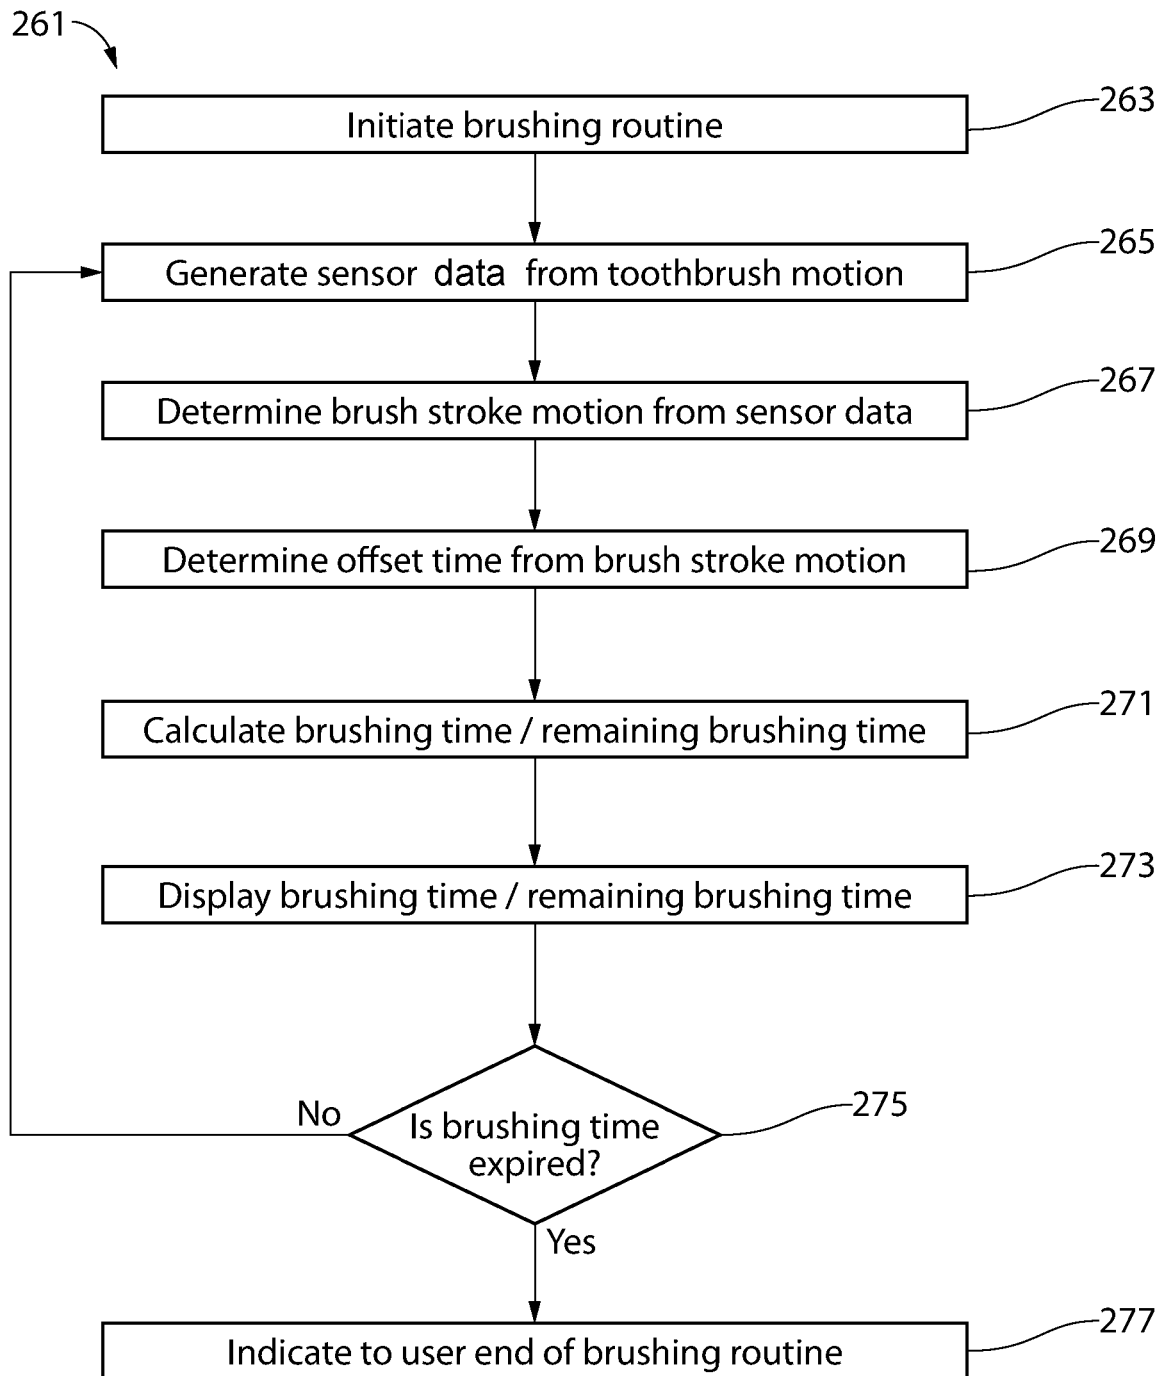 261
Initiate brushing routine
263
Generate sensor data from toothbrush motion
265
Determine brush stroke motion from sensor data
267
Determine offset time from brush stroke motion
269
Calculate brushing time / remaining brushing time
271
Display brushing time / remaining brushing time
273
No
Is brushing time
expired?
275
Yes
Indicate to user end of brushing routine
277